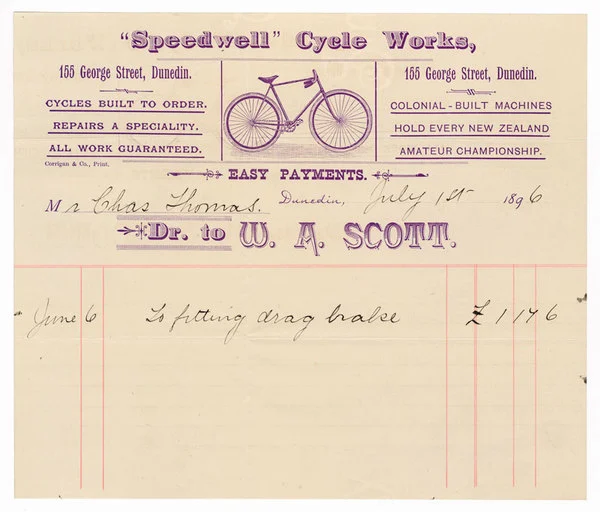 "Speedwell" Cycle Works,
155 George Street, Dunedin.
CYCLES BUILT TO ORDER.
REPAIRS A SPECIALITY.
ALL WORK GUARANTEED.
Corrigan & Co., Print.
155 George Street, Dunedin.
COLONIAL-BUILT MACHINES
HOLD EVERY NEW ZEALAND
AMATEUR CHAMPIONSHIP.
EASY PAYMENTS.
Mr Chas Thomas. Dunedin, July 1st 1896
Dr. to W. A. SCOTT.
June 6 To fitting drag brake £ 1 17 6